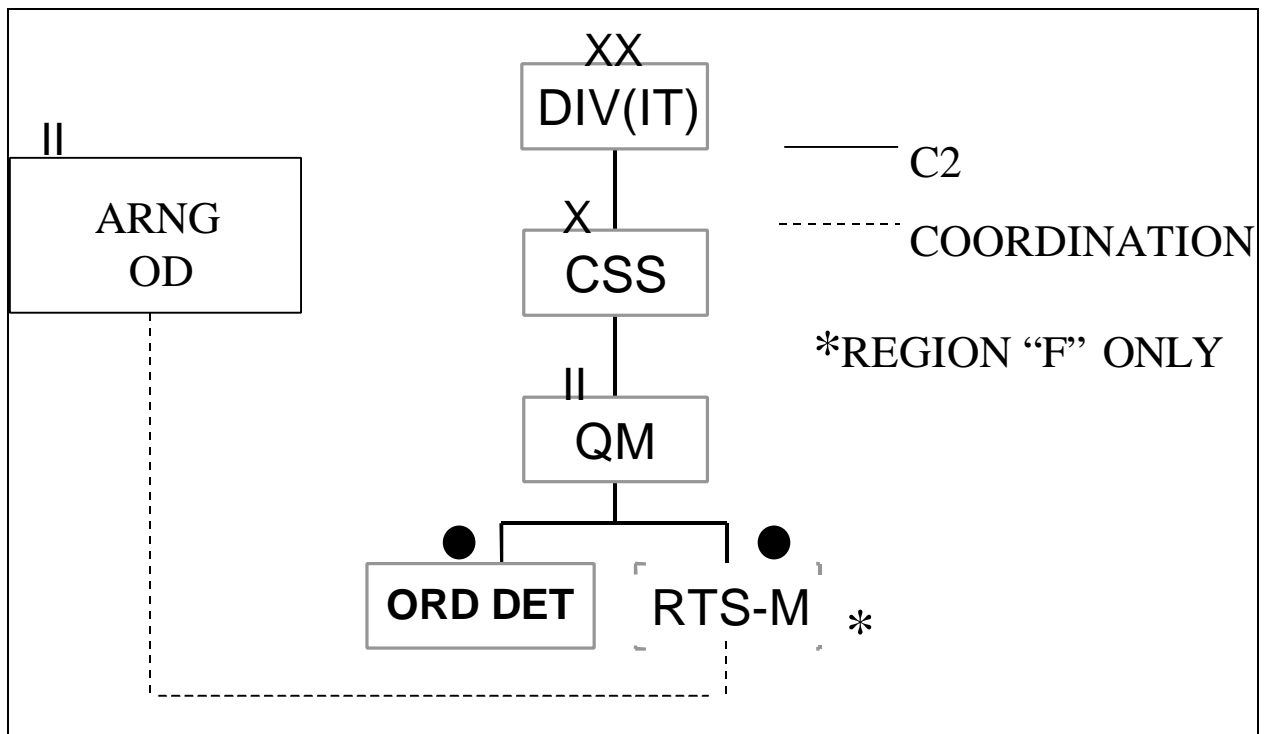 XX
DIV(IT)
II
ARNG
OD
C2
X
CSS
COORDINATION
*REGION “F” ONLY
II
QM
ORD DET
RTS-M *